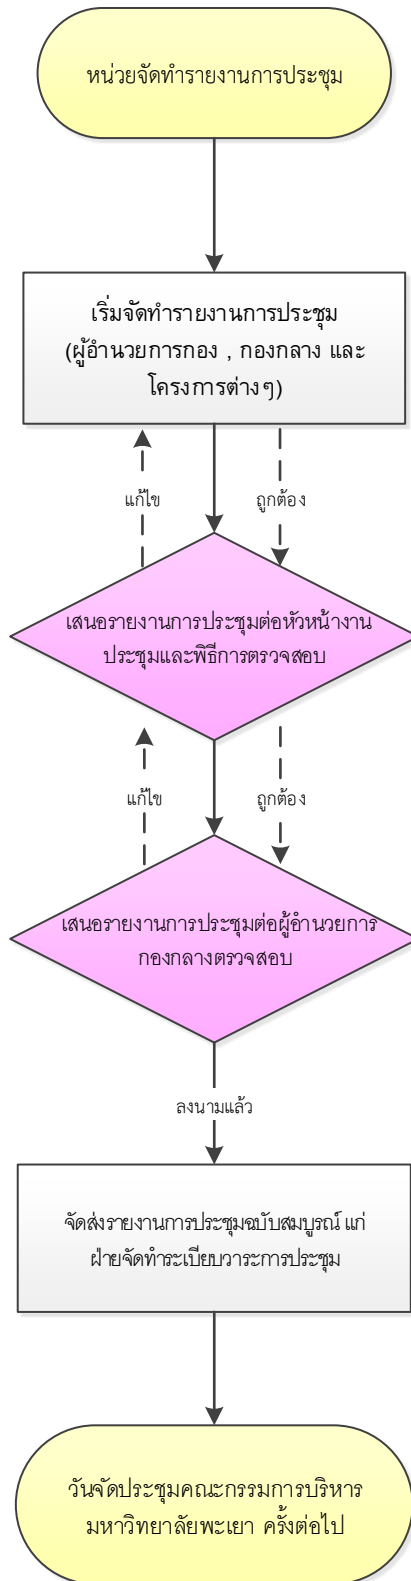 หน่วยจัดทำรายงานการประชุม
เริ่มจัดทำรายงานการประชุม
(ผู้อำนวยการกอง , กองกลาง และ
โครงการต่างๆ)
แก้ไข
ถูกต้อง
เสนอรายงานการประชุมต่อหัวหน้างาน
ประชุมและพิธีการตรวจสอบ
แก้ไข
ถูกต้อง
เสนอรายงานการประชุมต่อผู้อำนวยการ
กองกลางตรวจสอบ
ลงนามแล้ว
จัดส่งรายงานการประชุมฉบับสมบูรณ์ แก่
ฝ่ายจัดทำระเบียบวาระการประชุม
วันจัดประชุมคณะกรรมการบริหาร
มหาวิทยาลัยพะเยา ครั้งต่อไป